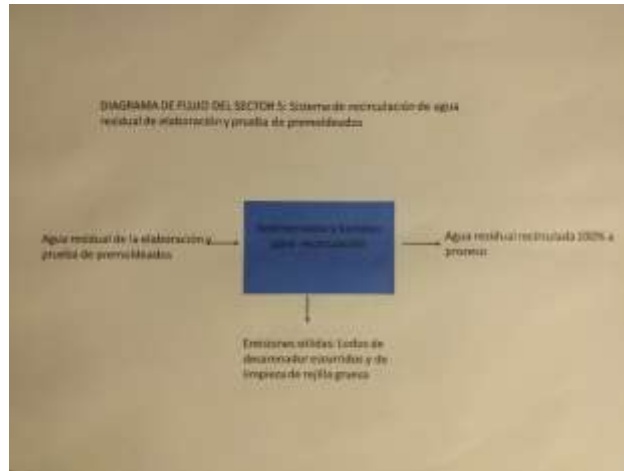 DIAGRAMA DE FLUJO DEL SECTOR 5: Sistema de recirculación de agua
residual de elaboración y prueba de premoldeados
Agua residual de la elaboración y
prueba de premoldeados
para recirculación
Agua residual recirculada 100% a
proceso
Emisiones sólidas: Lodos de
desarenador escurridos y de
limpieza de rejilla gruesa